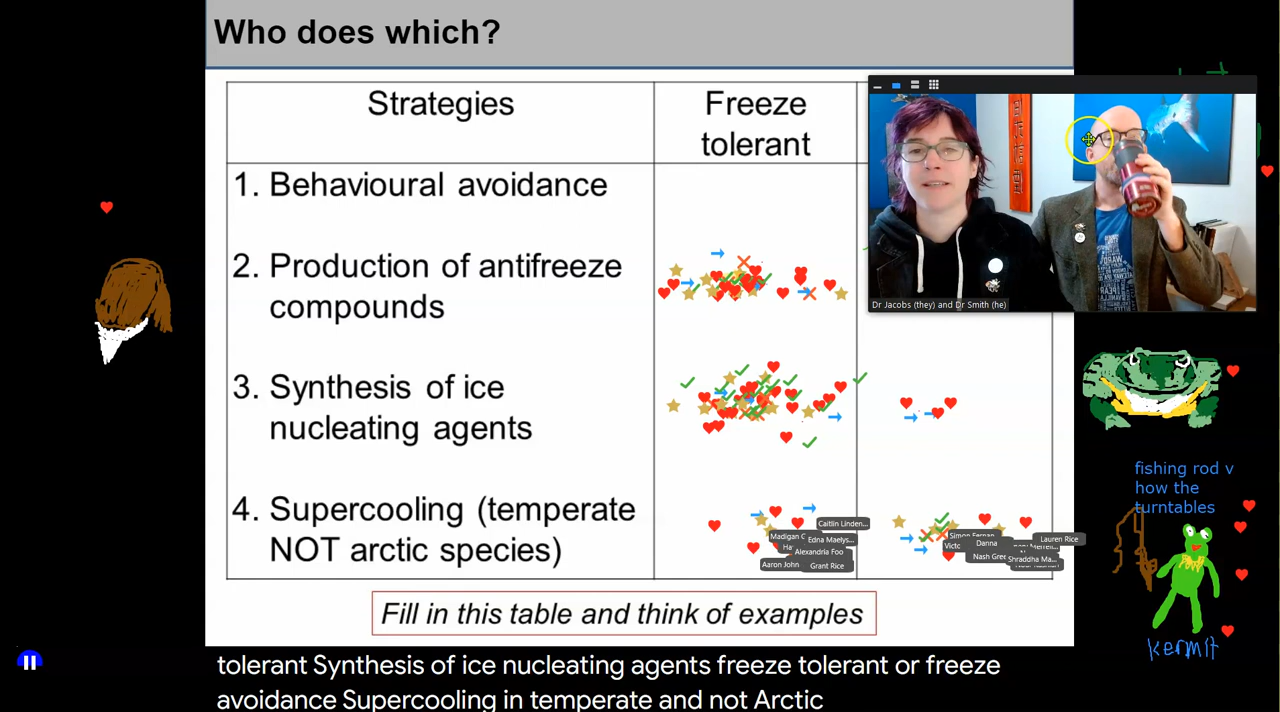 Who does which?
Strategies
Freeze
tolerant
1. Behavioural avoidance
2. Production of antifreeze
compounds
3. Synthesis of ice
nucleating agents
4. Supercooling (temperate
NOT arctic species)
Caitlin Linden...
Edna Maelys...
Alexandria Foo
Aaron John
Grant Rice
Danna
Lauren Rice
Nash Gree
Shraddha Ma...
Fill in this table and think of examples
Dr Jacobs (they) and Dr Smith (he)
fishing rod v
how the
turntables
kermit
tolerant Synthesis of ice nucleating agents freeze tolerant or freeze
avoidance Supercooling in temperate and not Arctic